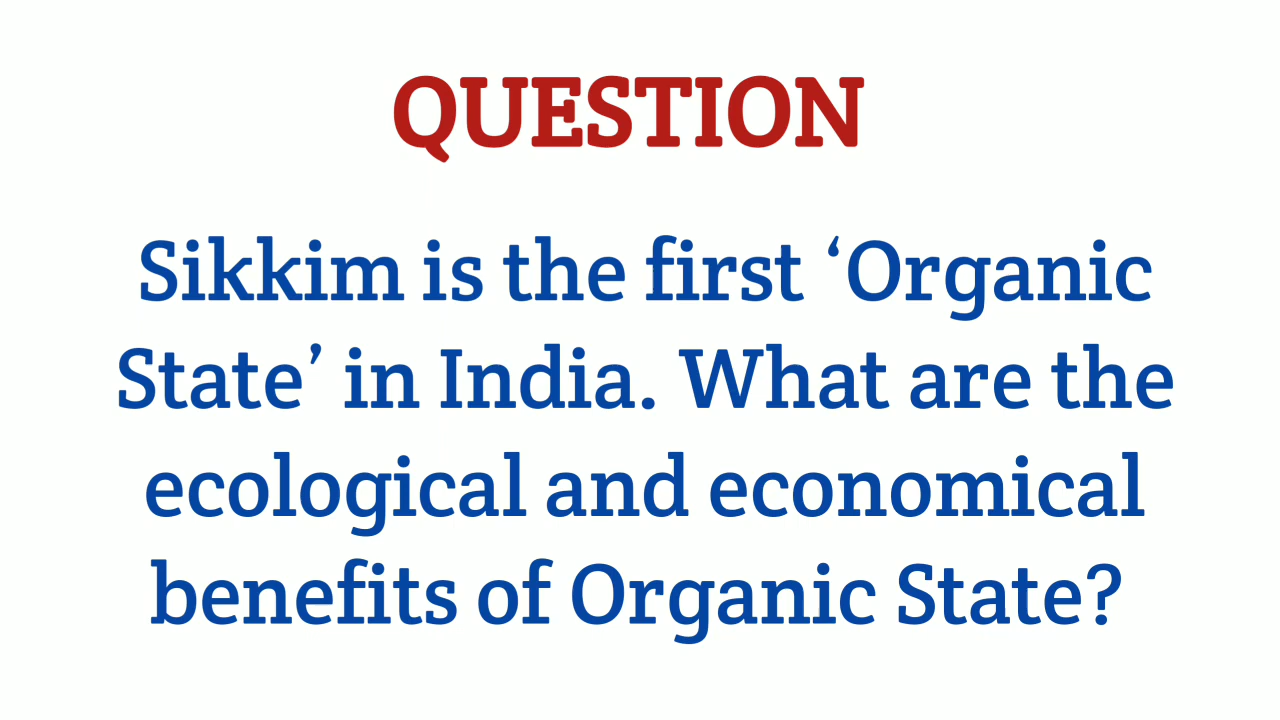 QUESTION
Sikkim is the first ‘Organic
State’ in India. What are the
ecological and economical
benefits of Organic State?